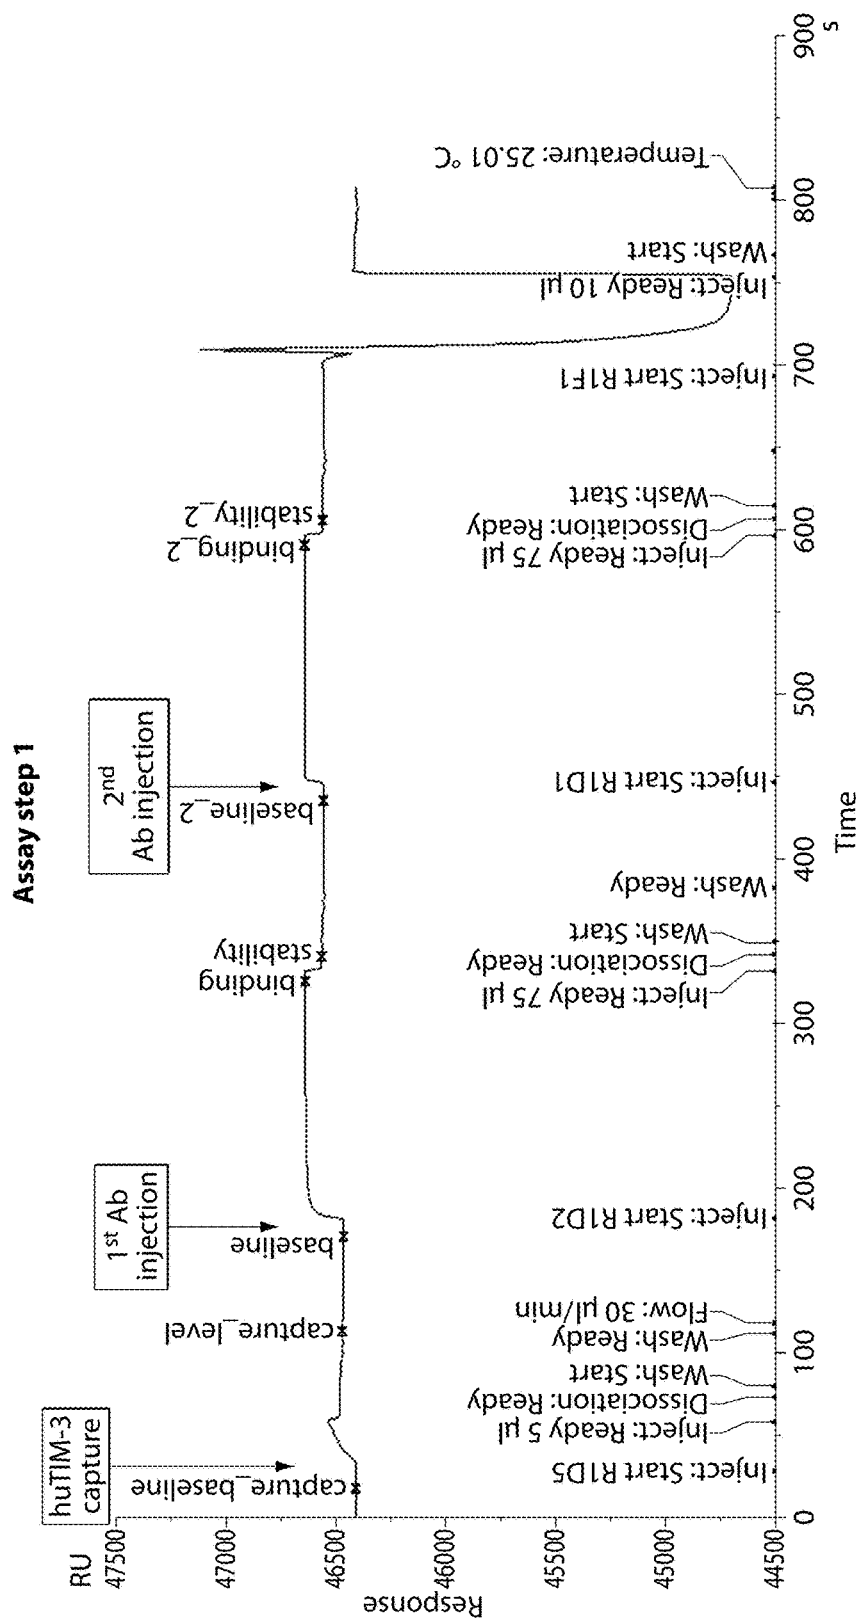 Assay step 1
huTIM-3
capture
1st Ab
injection
2nd
Ab injection
RU
47500
47000
46500
46000
45500
45000
44500
Response
capture_baseline
capture_level
baseline
binding
stability
baseline_2
binding_2
stability_2
Inject: Start R1D5
Inject: Ready 5 µl
Dissociation: Ready
Wash: Start
Wash: Ready
Flow: 30 µl/min
Inject: Start R1D2
Inject: Ready 75 µl
Dissociation: Ready
Wash: Start
Wash: Ready
Inject: Start R1D1
Inject: Ready 75 µl
Dissociation: Ready
Wash: Start
Inject: Start R1F1
Inject: Ready 10 µl
Wash: Start
Temperature: 25.01 °C
0 100 200 300 400 500 600 700 800 900
s
Time